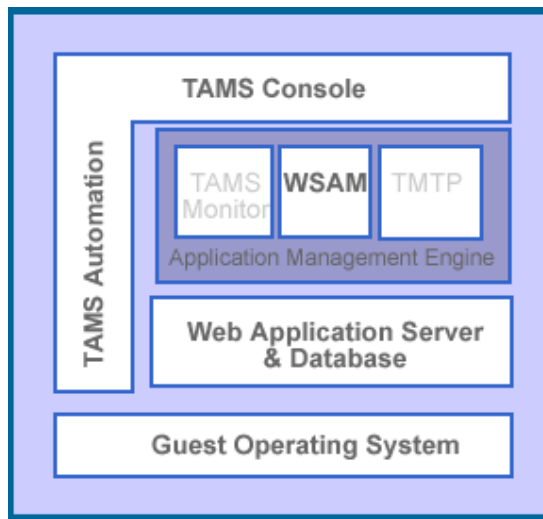 TAMS Console
TAMS Automation
TAMS
Monitor
WSAM
TMTP
Application Management Engine
Web Application Server
& Database
Guest Operating System